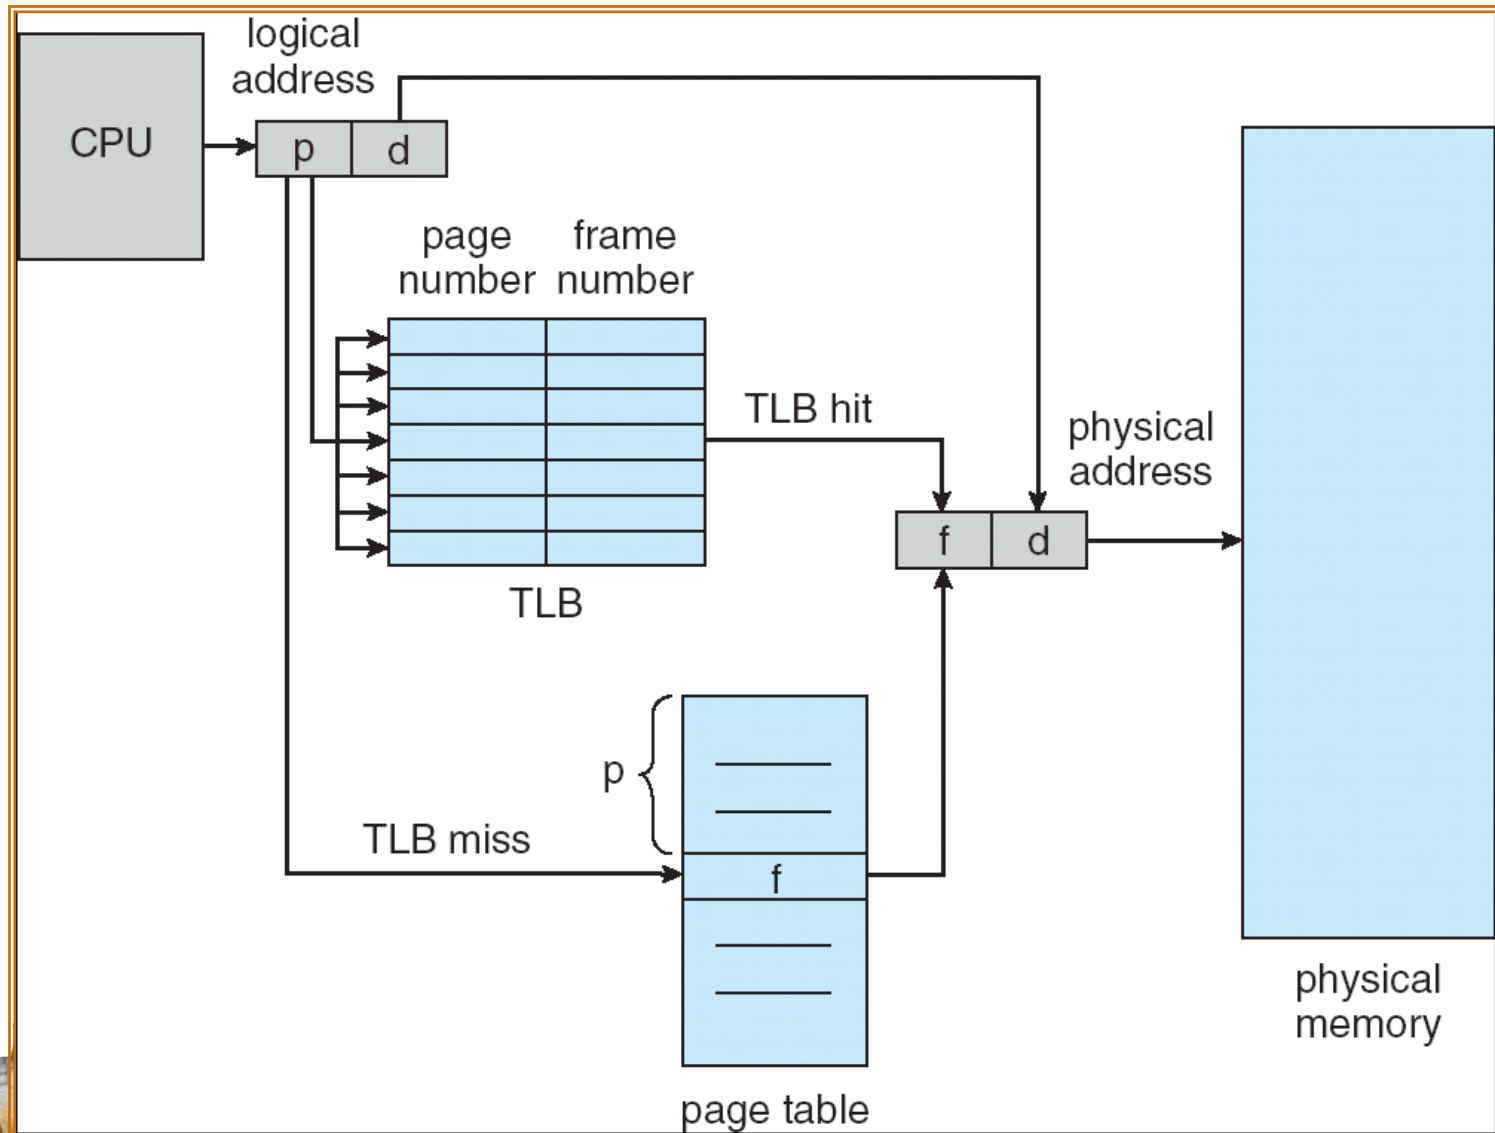 logical
address
CPU
p
d
page
number
frame
number
TLB hit
physical
address
f
d
TLB
p
TLB miss
f
physical
memory
page table